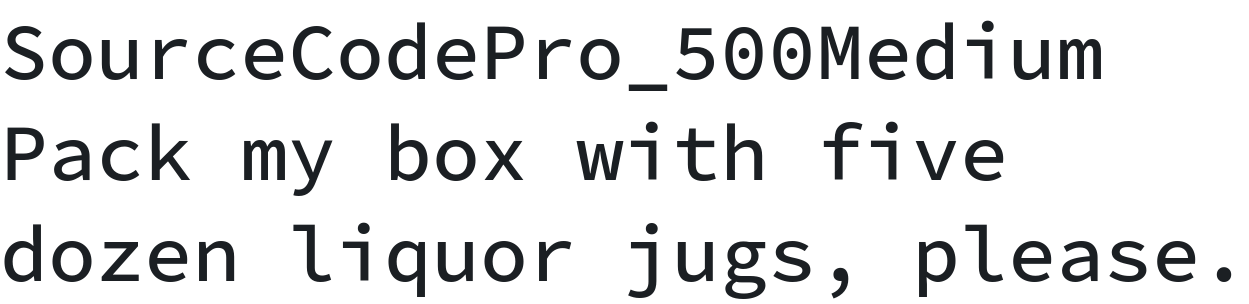 SourceCodePro_500Medium
Pack my box with five
dozen liquor jugs, please.